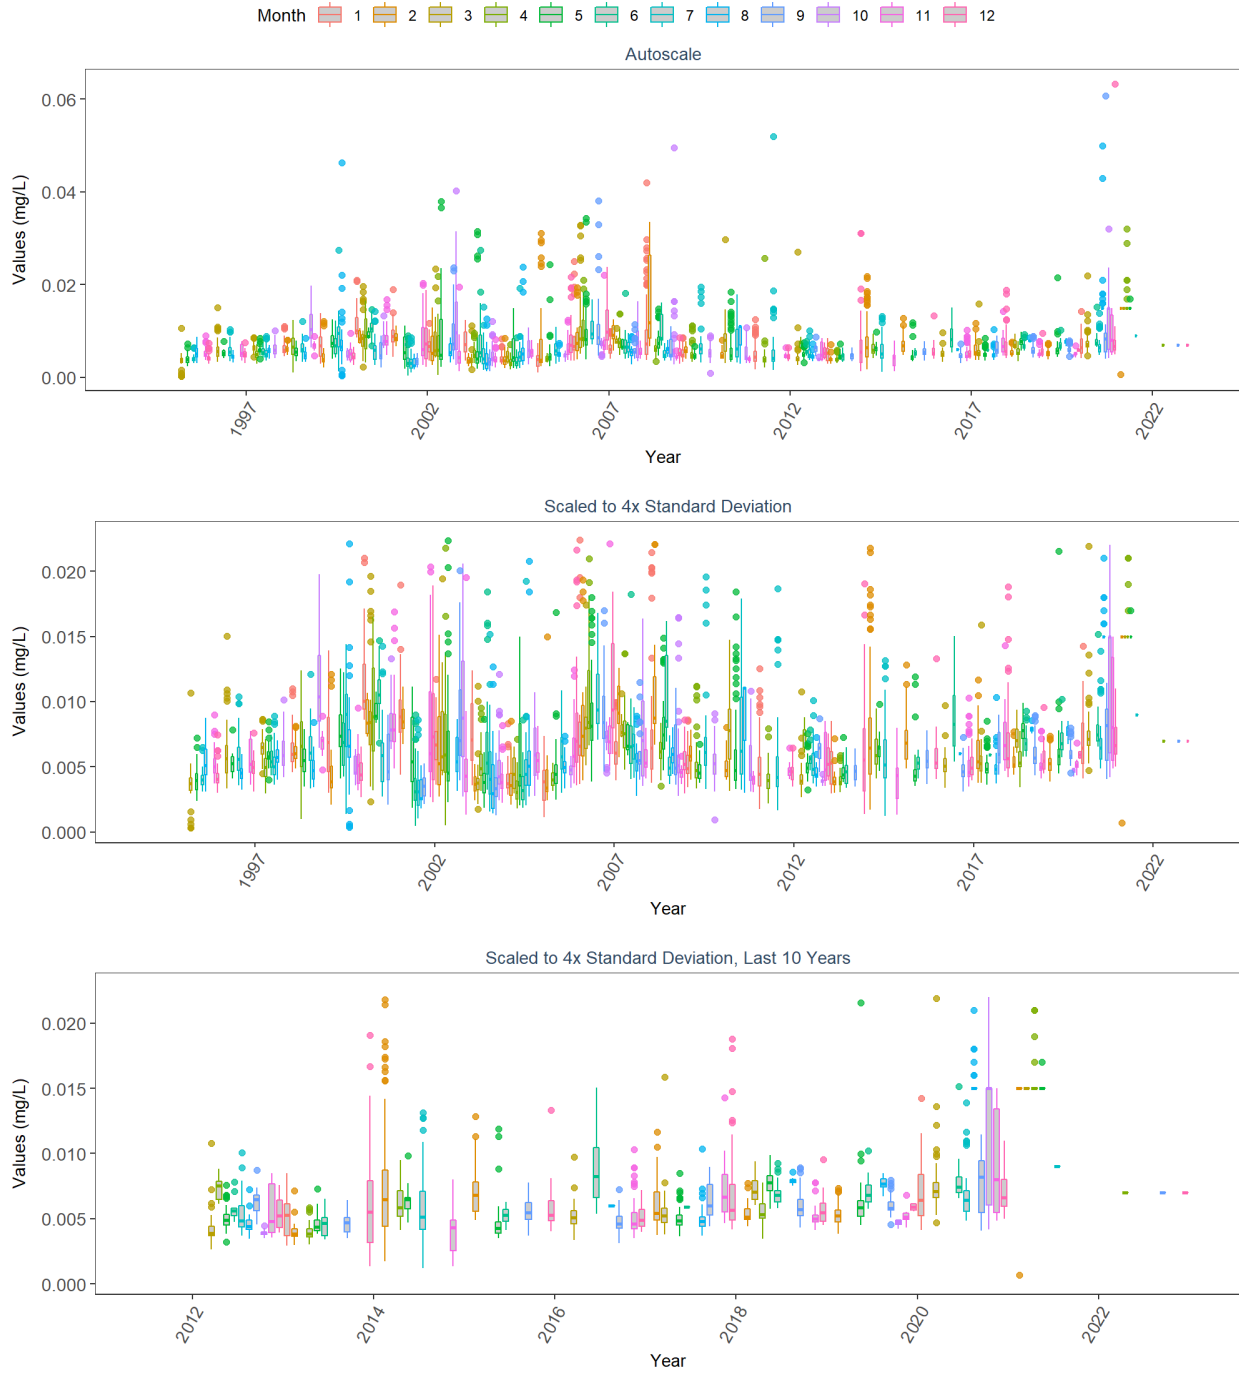 Month 1 2 3 4 5 6 7 8 9 10 11 12
Autoscale
Values (mg/L)
0.06
0.04
0.02
0.00
1997 2002 2007 2012 2017 2022
Year
Scaled to 4x Standard Deviation
Values (mg/L)
0.020
0.015
0.010
0.005
0.000
1997 2002 2007 2012 2017 2022
Year
Scaled to 4x Standard Deviation, Last 10 Years
Values (mg/L)
0.020
0.015
0.010
0.005
0.000
2012 2014 2016 2018 2020 2022
Year